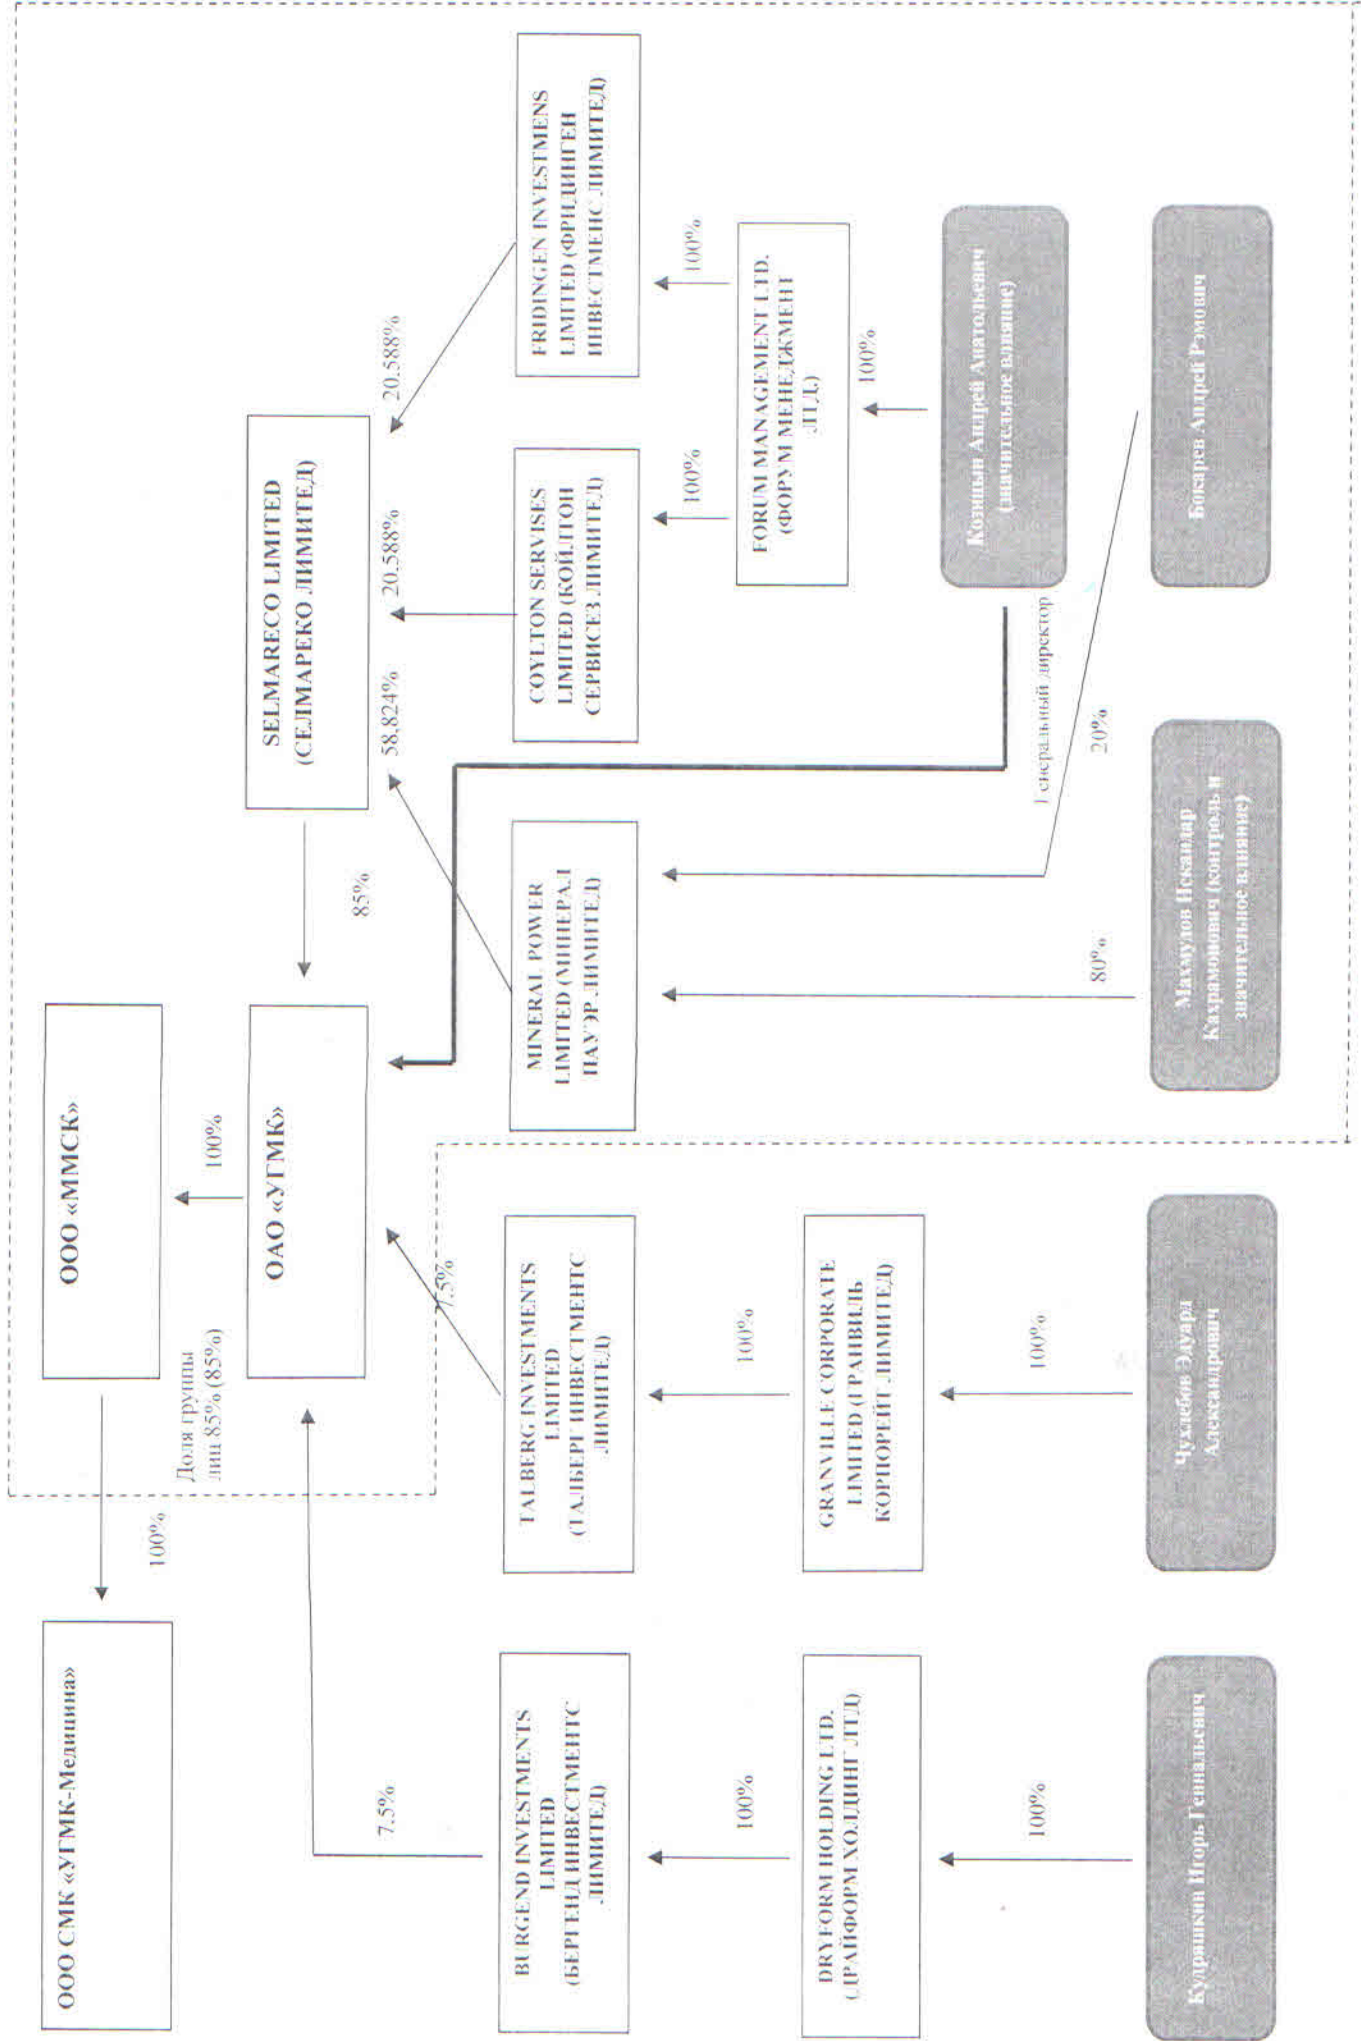 ООО СМК «УГМК-Медицина»
100%
ООО «ММСК»
Доля группы
лиц 85% (85%)
100%
ОАО «УГМК»
85%
SELMARECO LIMITED
(СЕЛМАРЕКО ЛИМИТЕД)
7.5%
7.5%
58,824%
20.588%
20.588%
BURGEND INVESTMENTS
LIMITED
(БЕРГЕНД ИНВЕСТМЕНТС
ЛИМИТЕД)
TALBERG INVESTMENTS
LIMITED
(ТАЛБЕРГ ИНВЕСТМЕНТС
ЛИМИТЕД)
MINERAL POWER
LIMITED (МИНЕРАЛ
ПАУЭР ЛИМИТЕД)
COYLTON SERVISES
LIMITED (КОЙЛТОН
СЕРВИСЕЗ ЛИМИТЕД)
FRIDINGEN INVESTMENS
LIMITED (ФРИДИНГЕН
ИНВЕСТМЕНС ЛИМИТЕД)
100%
100%
100%
100%
DRYFORM HOLDING LTD.
(ДРАЙФОРМ ХОЛДИНГ ЛТД)
GRANVILLE CORPORATE
LIMITED (ГРАНВИЛЬ
КОРПОРЕЙТ ЛИМИТЕД)
FORUM MANAGEMENT LTD.
(ФОРУМ МЕНЕДЖМЕНТ
ЛТД.)
100%
100%
100%
Генеральный директор
80%
20%
Козицын Андрей Анатольевич
(значительное влияние)
Кудряшкин Игорь Геннадьевич
Чухлебов Эдуард
Александрович
Махмудов Искандар
Кахрамонович (контроль и
значительное влияние)
Бокарев Андрей Рэмович